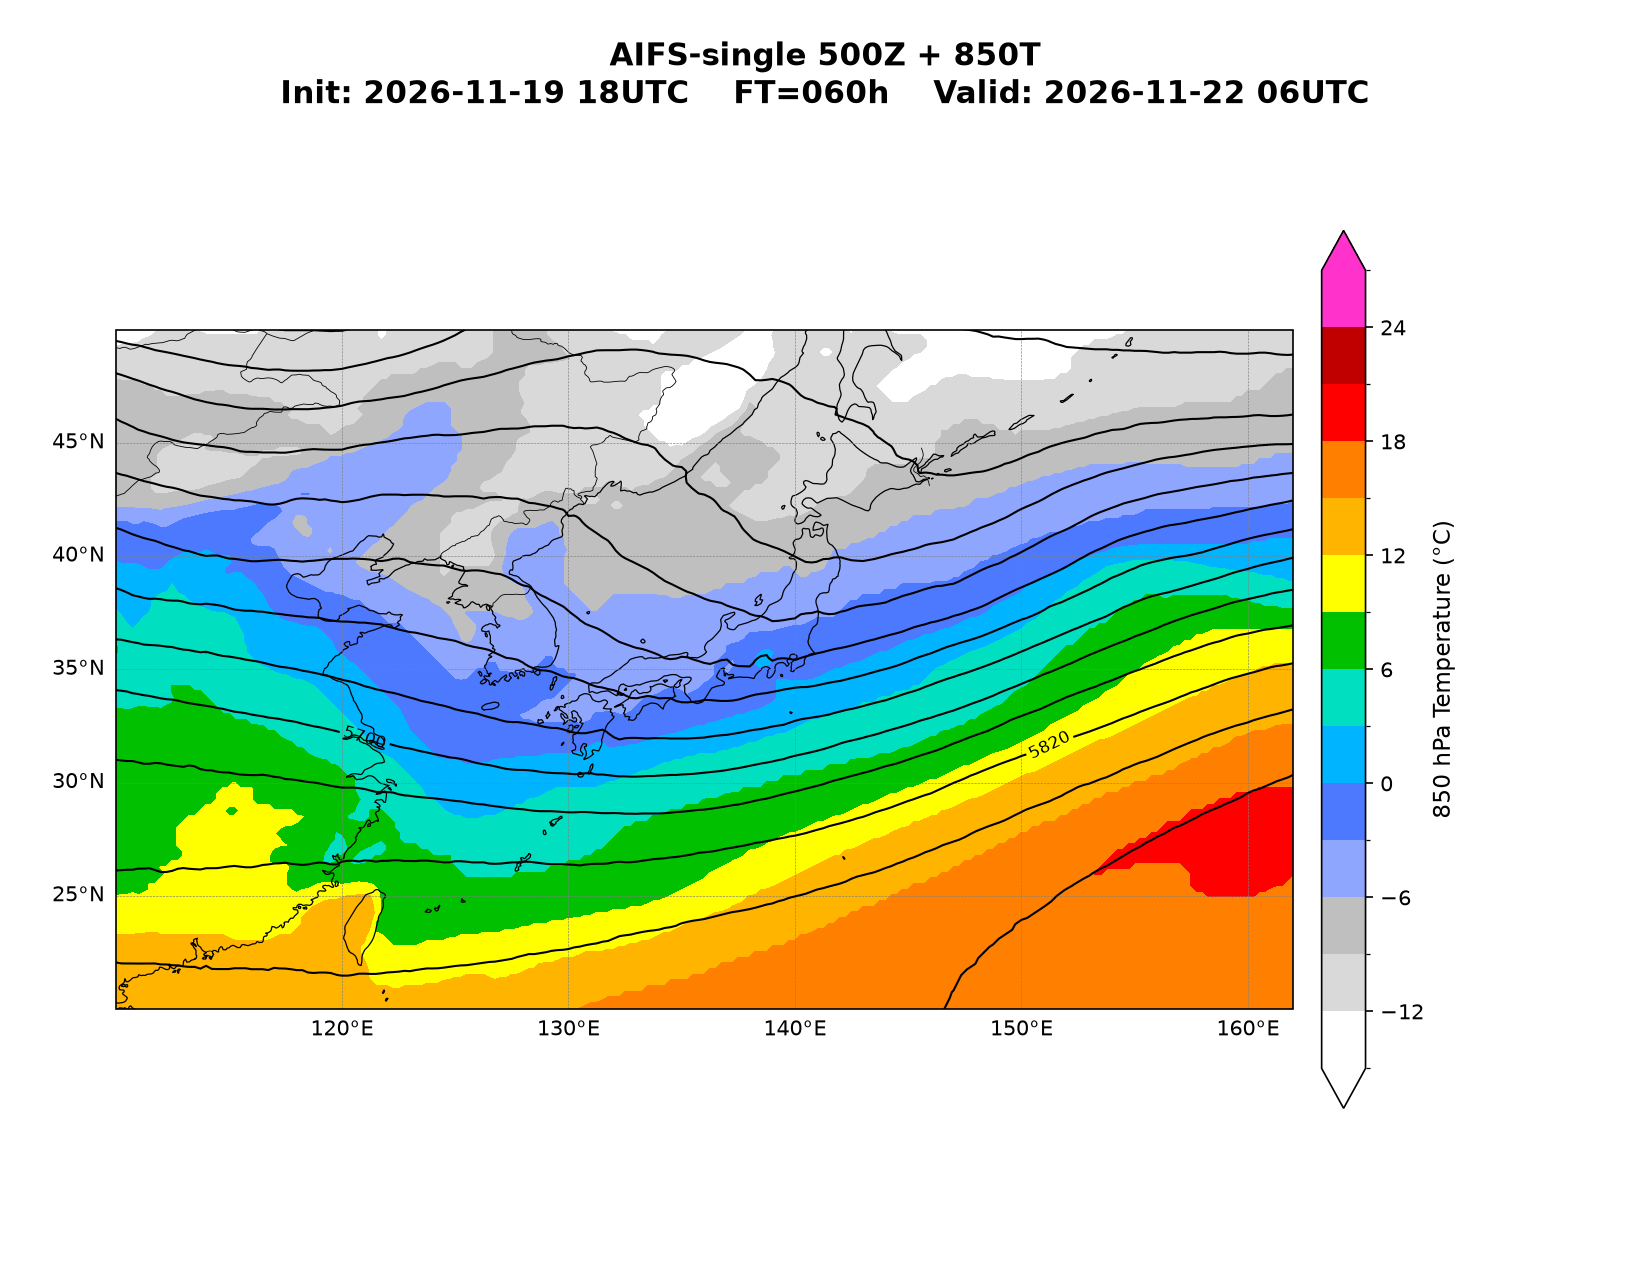 AIFS-single 500Z + 850T
Init: 2026-11-19 18UTC    FT=060h    Valid: 2026-11-22 06UTC
45°N
40°N
35°N
30°N
25°N
120°E
130°E
140°E
150°E
160°E
5700
5820
24
18
12
6
0
−6
−12
850 hPa Temperature (°C)